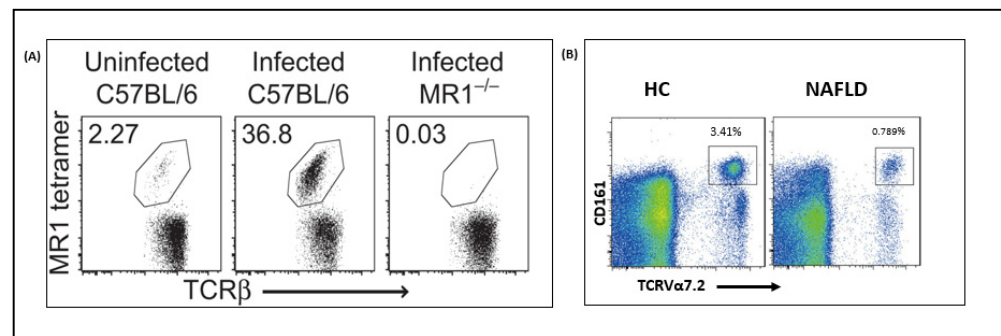 (A)
Uninfected
C57BL/6
Infected
C57BL/6
Infected
MR1–/–
2.27
36.8
0.03
MR1 tetramer
TCRβ
(B)
HC
NAFLD
3.41%
0.789%
CD161
TCRVα7.2